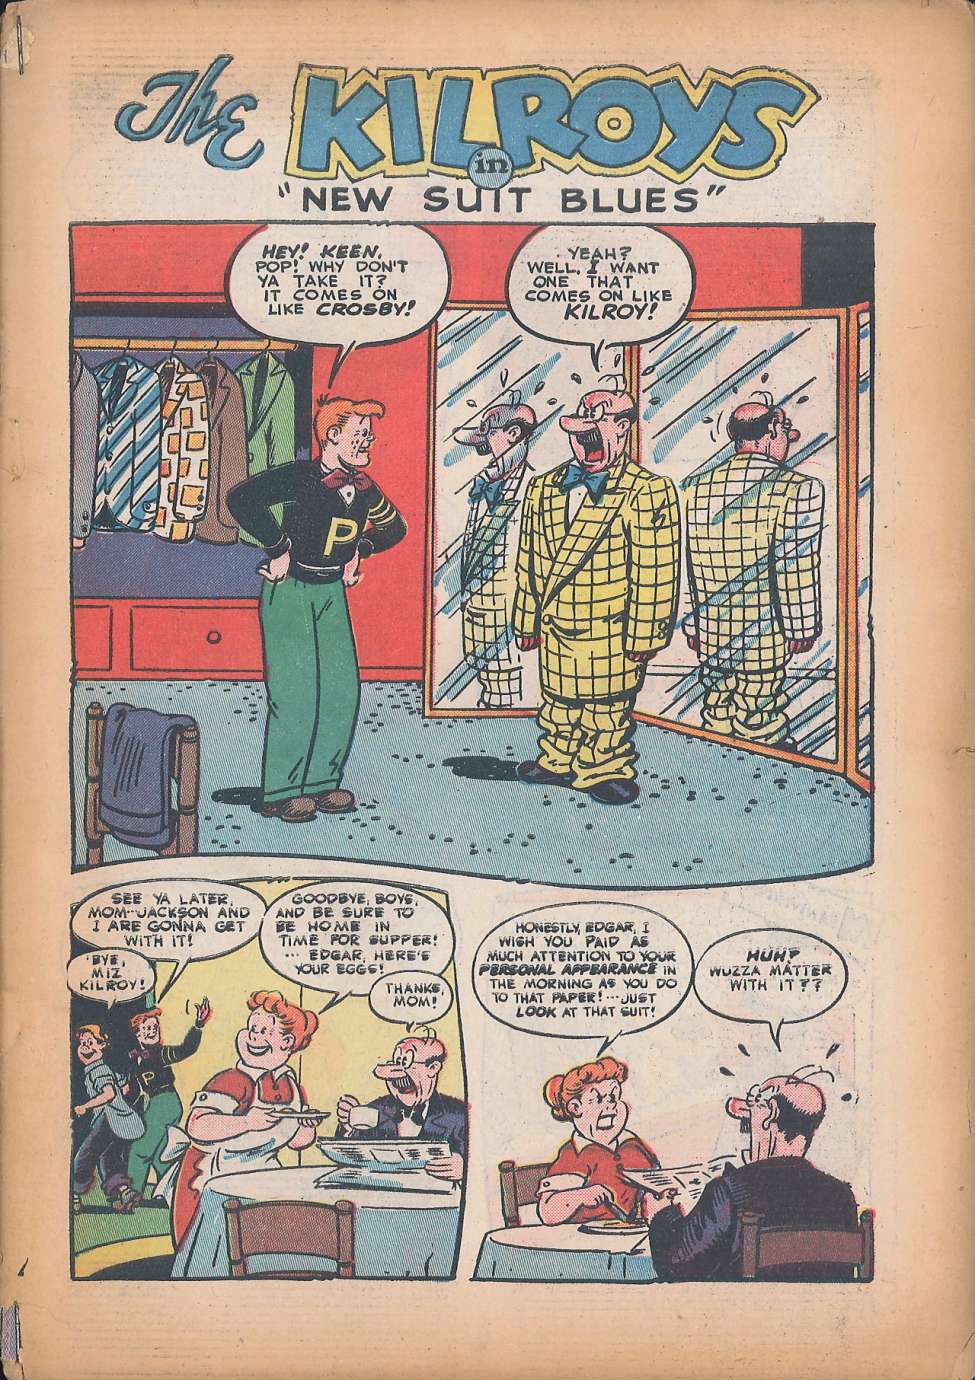 The KILROYS
in
"NEW SUIT BLUES"
HEY! KEEN,
POP! WHY DON'T
YA TAKE IT?
IT COMES ON
LIKE CROSBY!
YEAH?
WELL, I WANT
ONE THAT
COMES ON LIKE
KILROY!
P
SEE YA LATER,
MOM--JACKSON AND
I ARE GONNA GET
WITH IT!
'BYE,
MIZ
KILROY!
GOODBYE, BOYS,
AND BE SURE TO
BE HOME IN
TIME FOR SUPPER!
... EDGAR, HERE'S
YOUR EGGS!
THANKS,
MOM!
P
HONESTLY, EDGAR, I
WISH YOU PAID AS
MUCH ATTENTION TO YOUR
PERSONAL APPEARANCE IN
THE MORNING AS YOU DO
TO THAT PAPER! ... JUST
LOOK AT THAT SUIT!
HUH?
WUZZA MATTER
WITH IT??